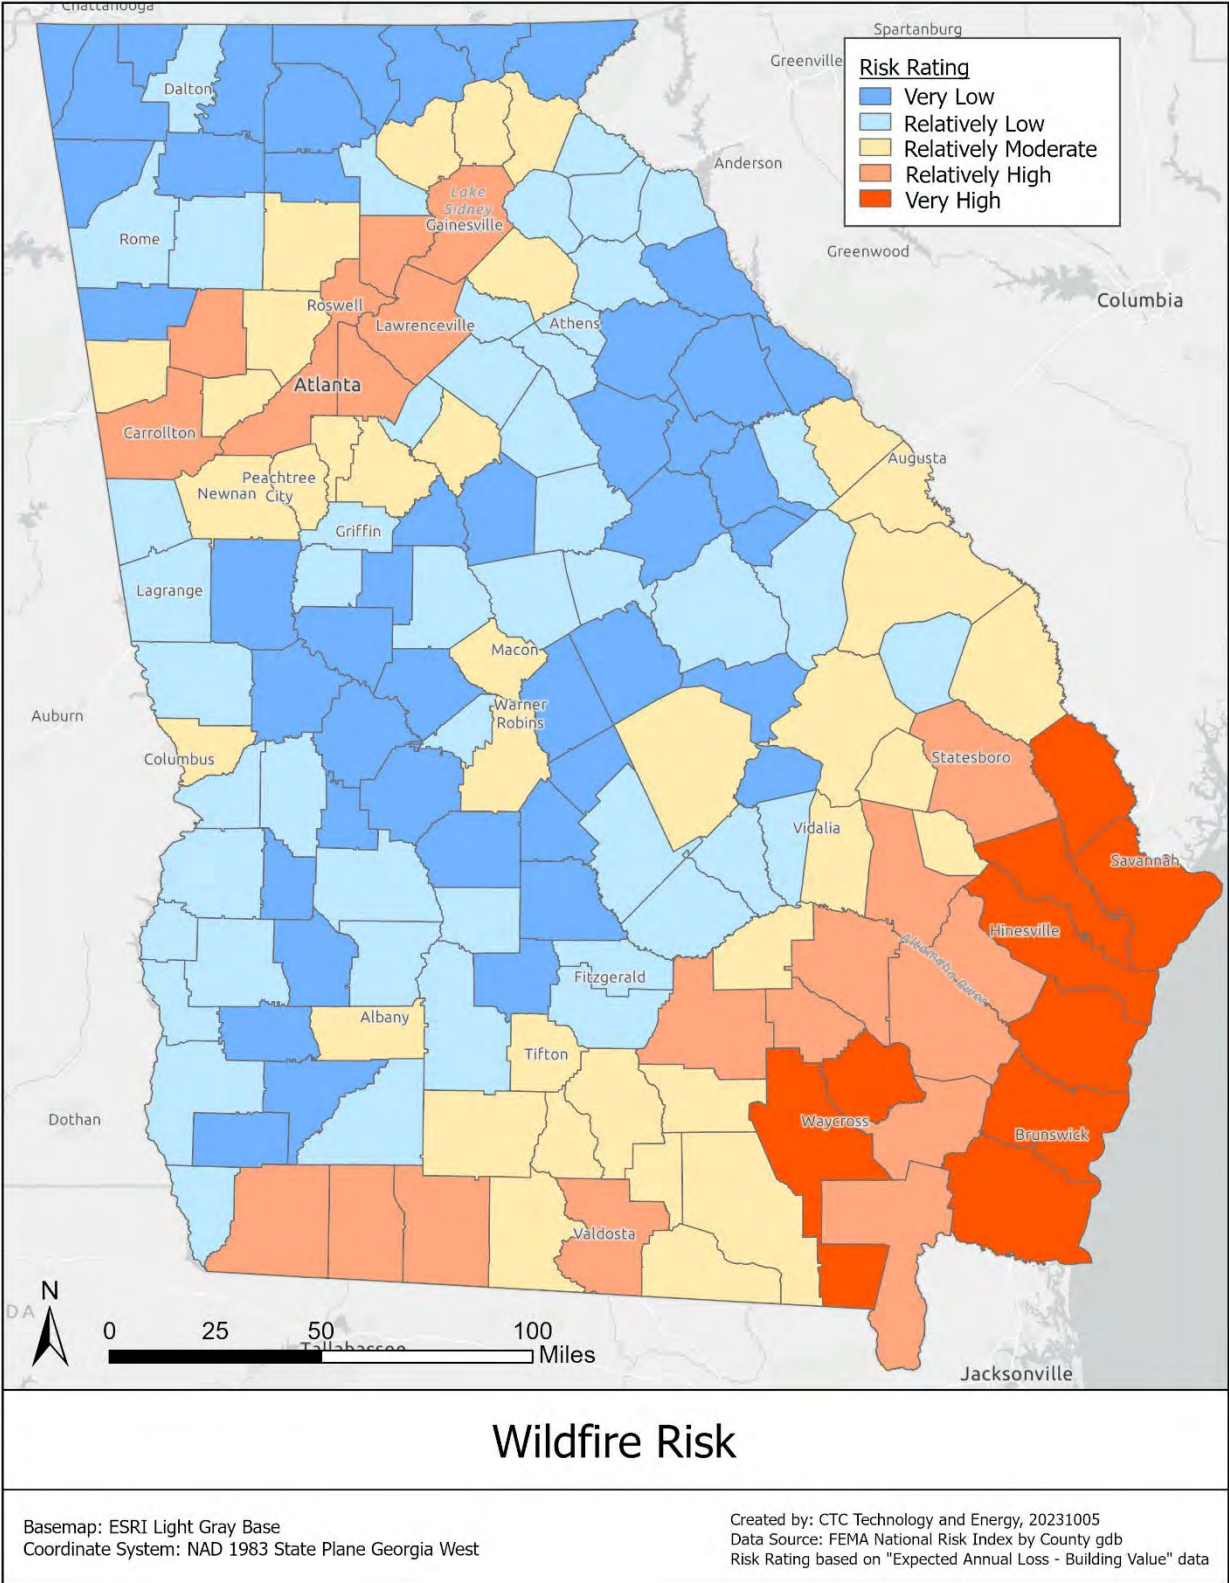 Chattanooga
Spartanburg
Greenville
Risk Rating
Very Low
Relatively Low
Relatively Moderate
Relatively High
Very High
Dalton
Anderson
Lake
Sidney
Gainesville
Rome
Greenwood
Columbia
Roswell
Lawrenceville
Athens
Atlanta
Carrollton
Augusta
Peachtree
City
Newnan
Griffin
Lagrange
Macon
Auburn
Warner
Robins
Columbus
Statesboro
Vidalia
Savannah
Hinesville
Altamaha River
Fitzgerald
Albany
Tifton
Dothan
Waycross
Brunswick
Valdosta
N
DA
0 25 50 100
Miles
Tallahassee
Jacksonville
Wildfire Risk
Basemap: ESRI Light Gray Base
Coordinate System: NAD 1983 State Plane Georgia West
Created by: CTC Technology and Energy, 20231005
Data Source: FEMA National Risk Index by County gdb
Risk Rating based on "Expected Annual Loss - Building Value" data